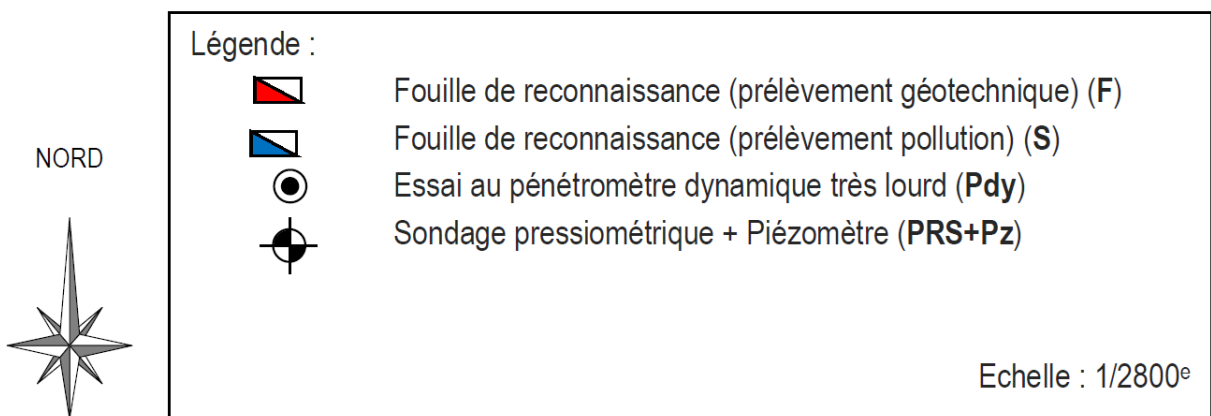 Légende :
Fouille de reconnaissance (prélèvement géotechnique) (F)
Fouille de reconnaissance (prélèvement pollution) (S)
NORD
Essai au pénétromètre dynamique très lourd (Pdy)
Sondage pressiométrique + Piézomètre (PRS+Pz)
Echelle : 1/2800ᵉ